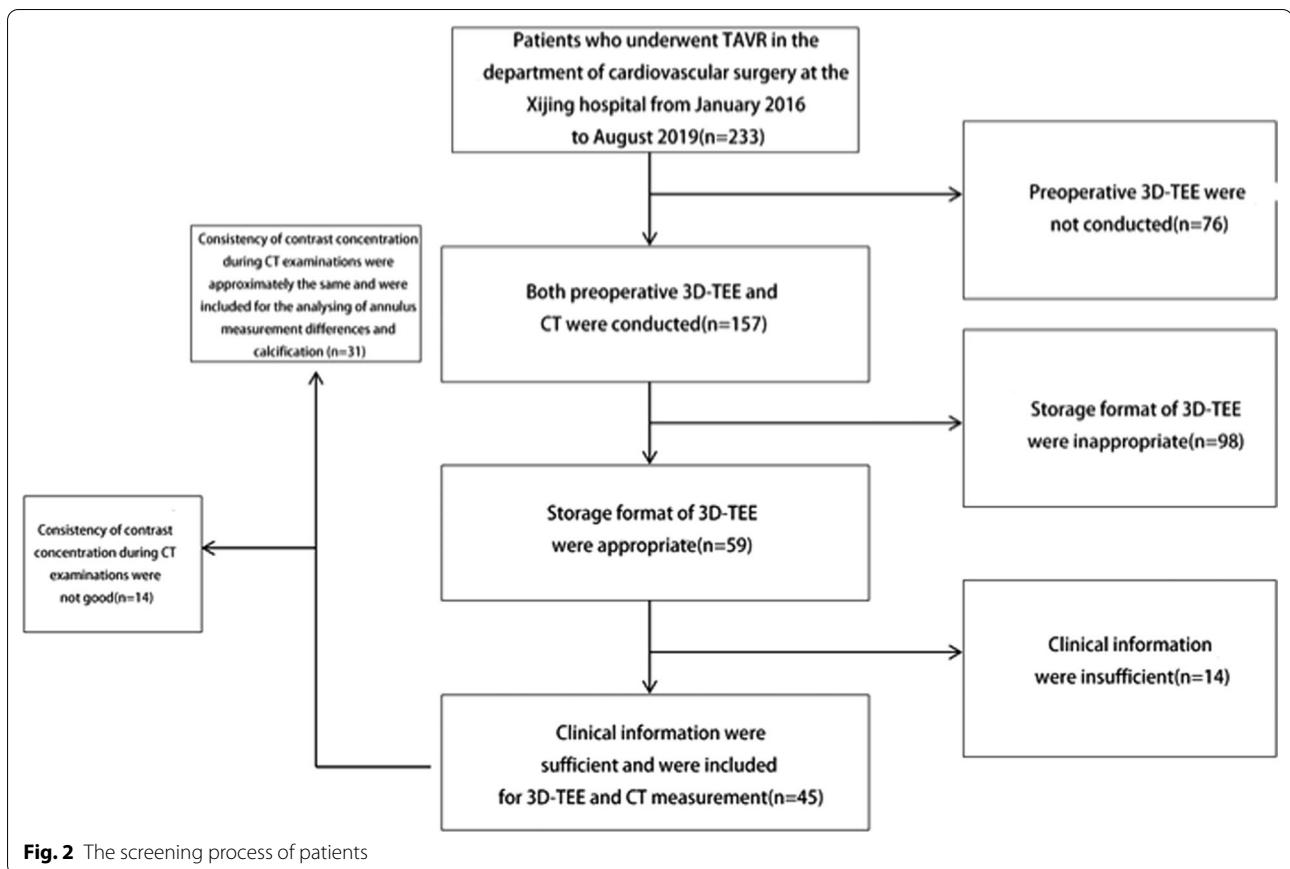 Patients who underwent TAVR in the
department of cardiovascular surgery at the
Xijing hospital from January 2016
to August 2019(n=233)
Preoperative 3D-TEE were
not conducted(n=76)
Consistency of contrast concentration
during CT examinations were
approximately the same and were
included for the analysing of annulus
measurement differences and
calcification (n=31)
Both preoperative 3D-TEE and
CT were conducted(n=157)
Storage format of 3D-TEE
were inappropriate(n=98)
Storage format of 3D-TEE
were appropriate(n=59)
Consistency of contrast
concentration during CT
examinations were
not good(n=14)
Clinical information
were insufficient(n=14)
Clinical information were
sufficient and were included
for 3D-TEE and CT measurement(n=45)
Fig. 2 The screening process of patients